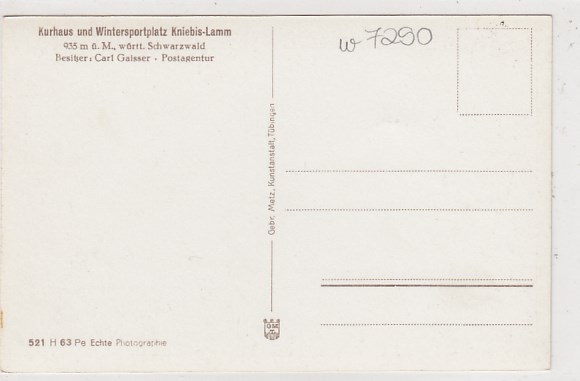 Kurhaus und Wintersportplatz Kniebis-Lamm
935 m ü. M., württ. Schwarzwald
Besitzer: Carl Gaisser - Postagentur
w 7290
Gebr. Metz, Kunstanstalt, Tübingen
GM
521 H 63 Pe Echte Photographie